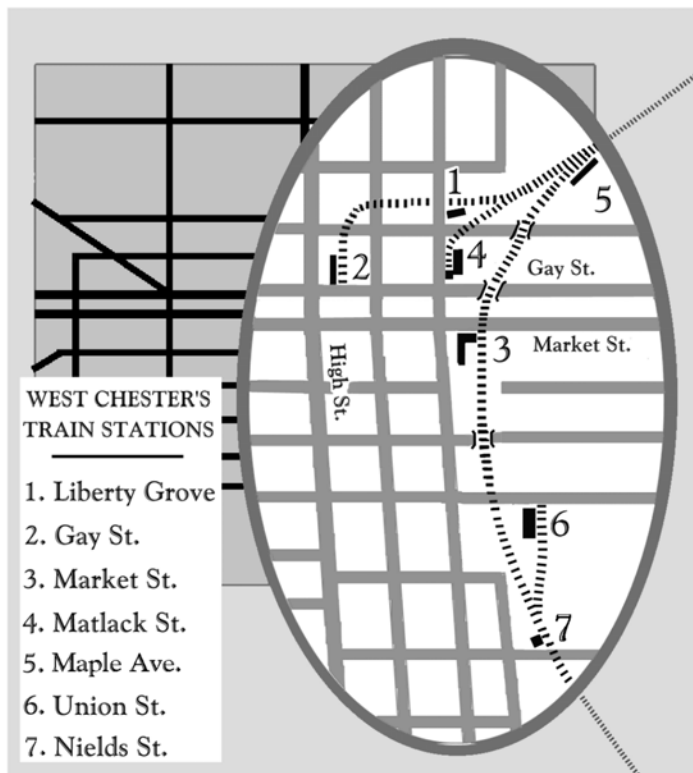 1
5
2
4
Gay St.
3
Market St.
High St.
6
7
WEST CHESTER'S
TRAIN STATIONS
1. Liberty Grove
2. Gay St.
3. Market St.
4. Matlack St.
5. Maple Ave.
6. Union St.
7. Nields St.